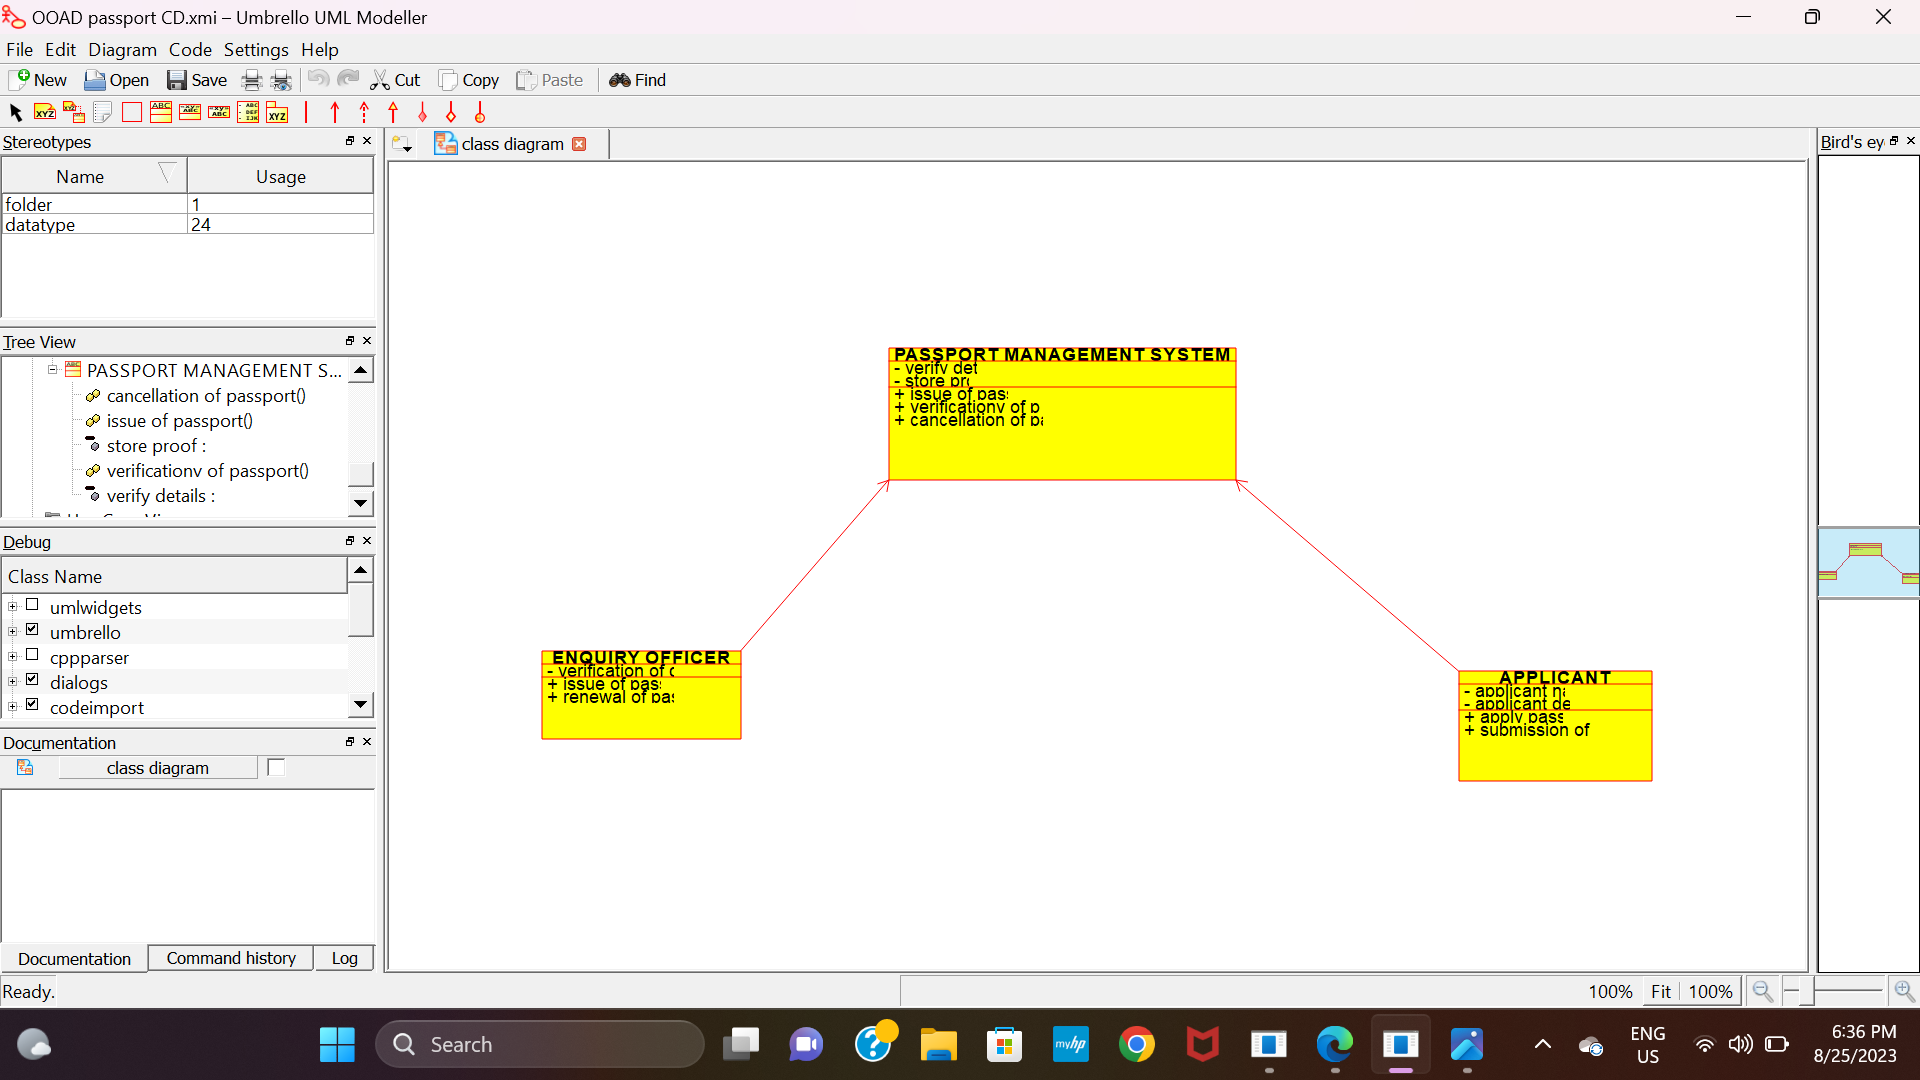 OOAD passport CD.xmi – Umbrello UML Modeller
File Edit Diagram Code Settings Help
New Open Save Cut Copy Paste Find
Stereotypes
Name Usage
folder 1
datatype 24
Tree View
PASSPORT MANAGEMENT S...
cancellation of passport()
issue of passport()
store proof :
verificationv of passport()
verify details :
Debug
Class Name
umlwidgets
umbrello
cppparser
dialogs
codeimport
Documentation
class diagram
Documentation Command history Log
Ready.
class diagram
PASSPORT MANAGEMENT SYSTEM
- verify det
- store pro
+ issue of pas
+ verificationv of p
+ cancellation of pa
ENQUIRY OFFICER
- verification of
+ issue of pas
+ renewal of pas
APPLICANT
- applicant na
- applicant de
+ apply pass
+ submission of
Bird's ey
100% Fit 100%
Search
myhp
ENG
US
6:36 PM
8/25/2023